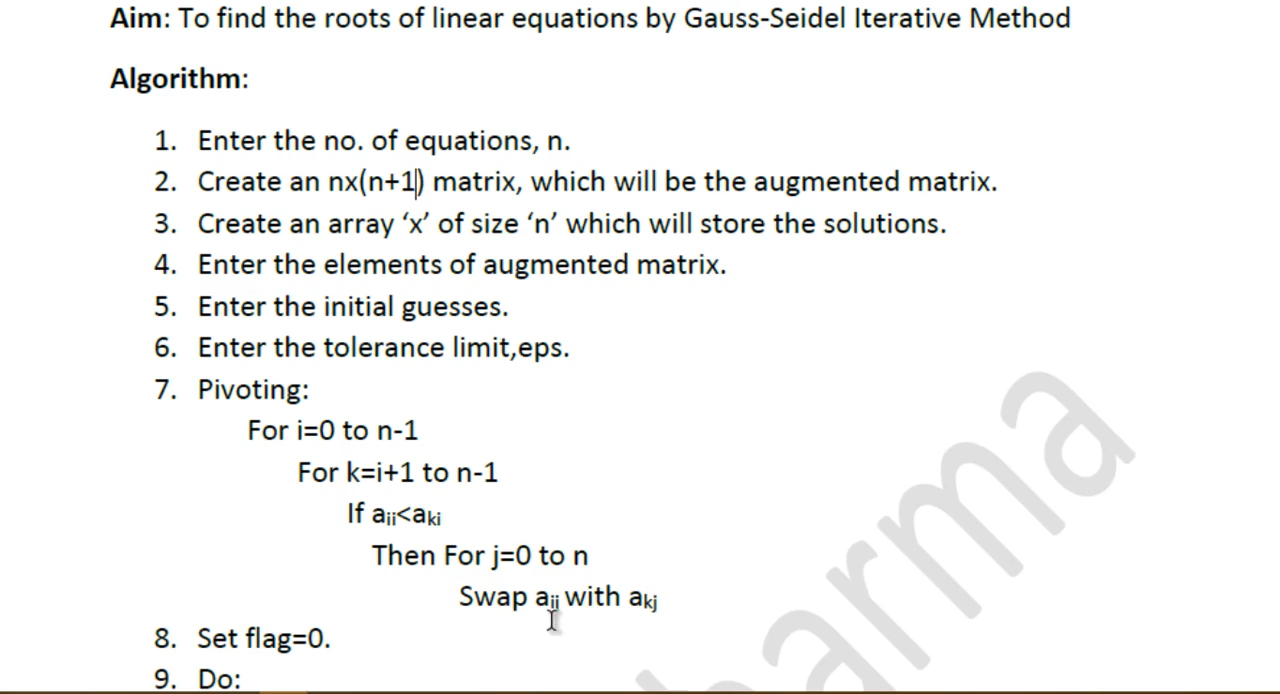 Aim: To find the roots of linear equations by Gauss-Seidel Iterative Method
Algorithm:
1. Enter the no. of equations, n.
2. Create an nx(n+1) matrix, which will be the augmented matrix.
3. Create an array ‘x’ of size ‘n’ which will store the solutions.
4. Enter the elements of augmented matrix.
5. Enter the initial guesses.
6. Enter the tolerance limit,eps.
7. Pivoting:
For i=0 to n-1
For k=i+1 to n-1
If aii<aki
Then For j=0 to n
Swap aij with akj
8. Set flag=0.
9. Do:
arma